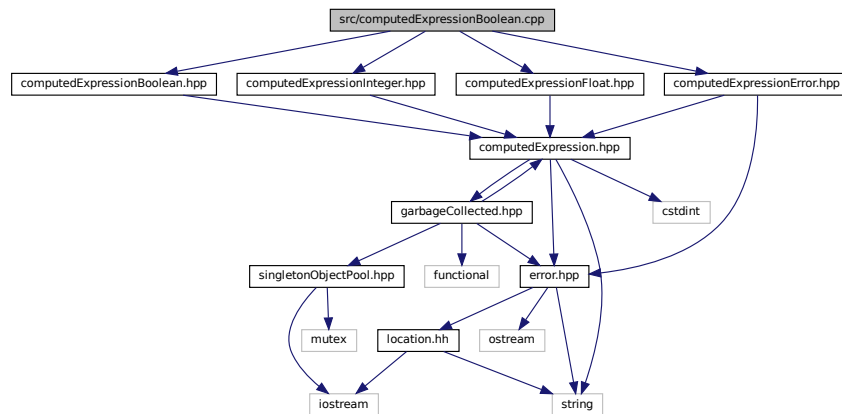 src/computedExpressionBoolean.cpp
computedExpressionBoolean.hpp
computedExpressionInteger.hpp
computedExpressionFloat.hpp
computedExpressionError.hpp
computedExpression.hpp
garbageCollected.hpp
cstdint
singletonObjectPool.hpp
functional
error.hpp
mutex
location.hh
ostream
iostream
string